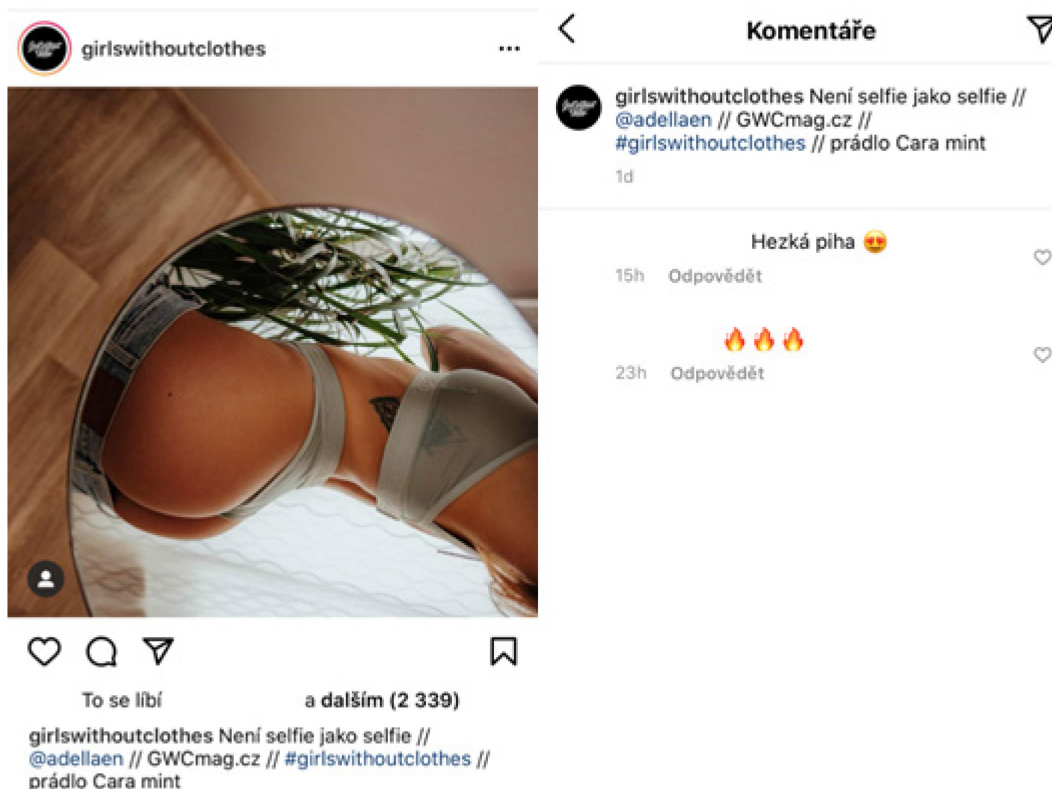 girlswithoutclothes
To se líbí a dalším (2 339)
girlswithoutclothes Není selfie jako selfie //
@adellaen // GWCmag.cz // #girlswithoutclothes //
prádlo Cara mint
Komentáře
girlswithoutclothes Není selfie jako selfie //
@adellaen // GWCmag.cz //
#girlswithoutclothes // prádlo Cara mint
1d
Hezká piha 😍
15h Odpovědět
🔥🔥🔥
23h Odpovědět